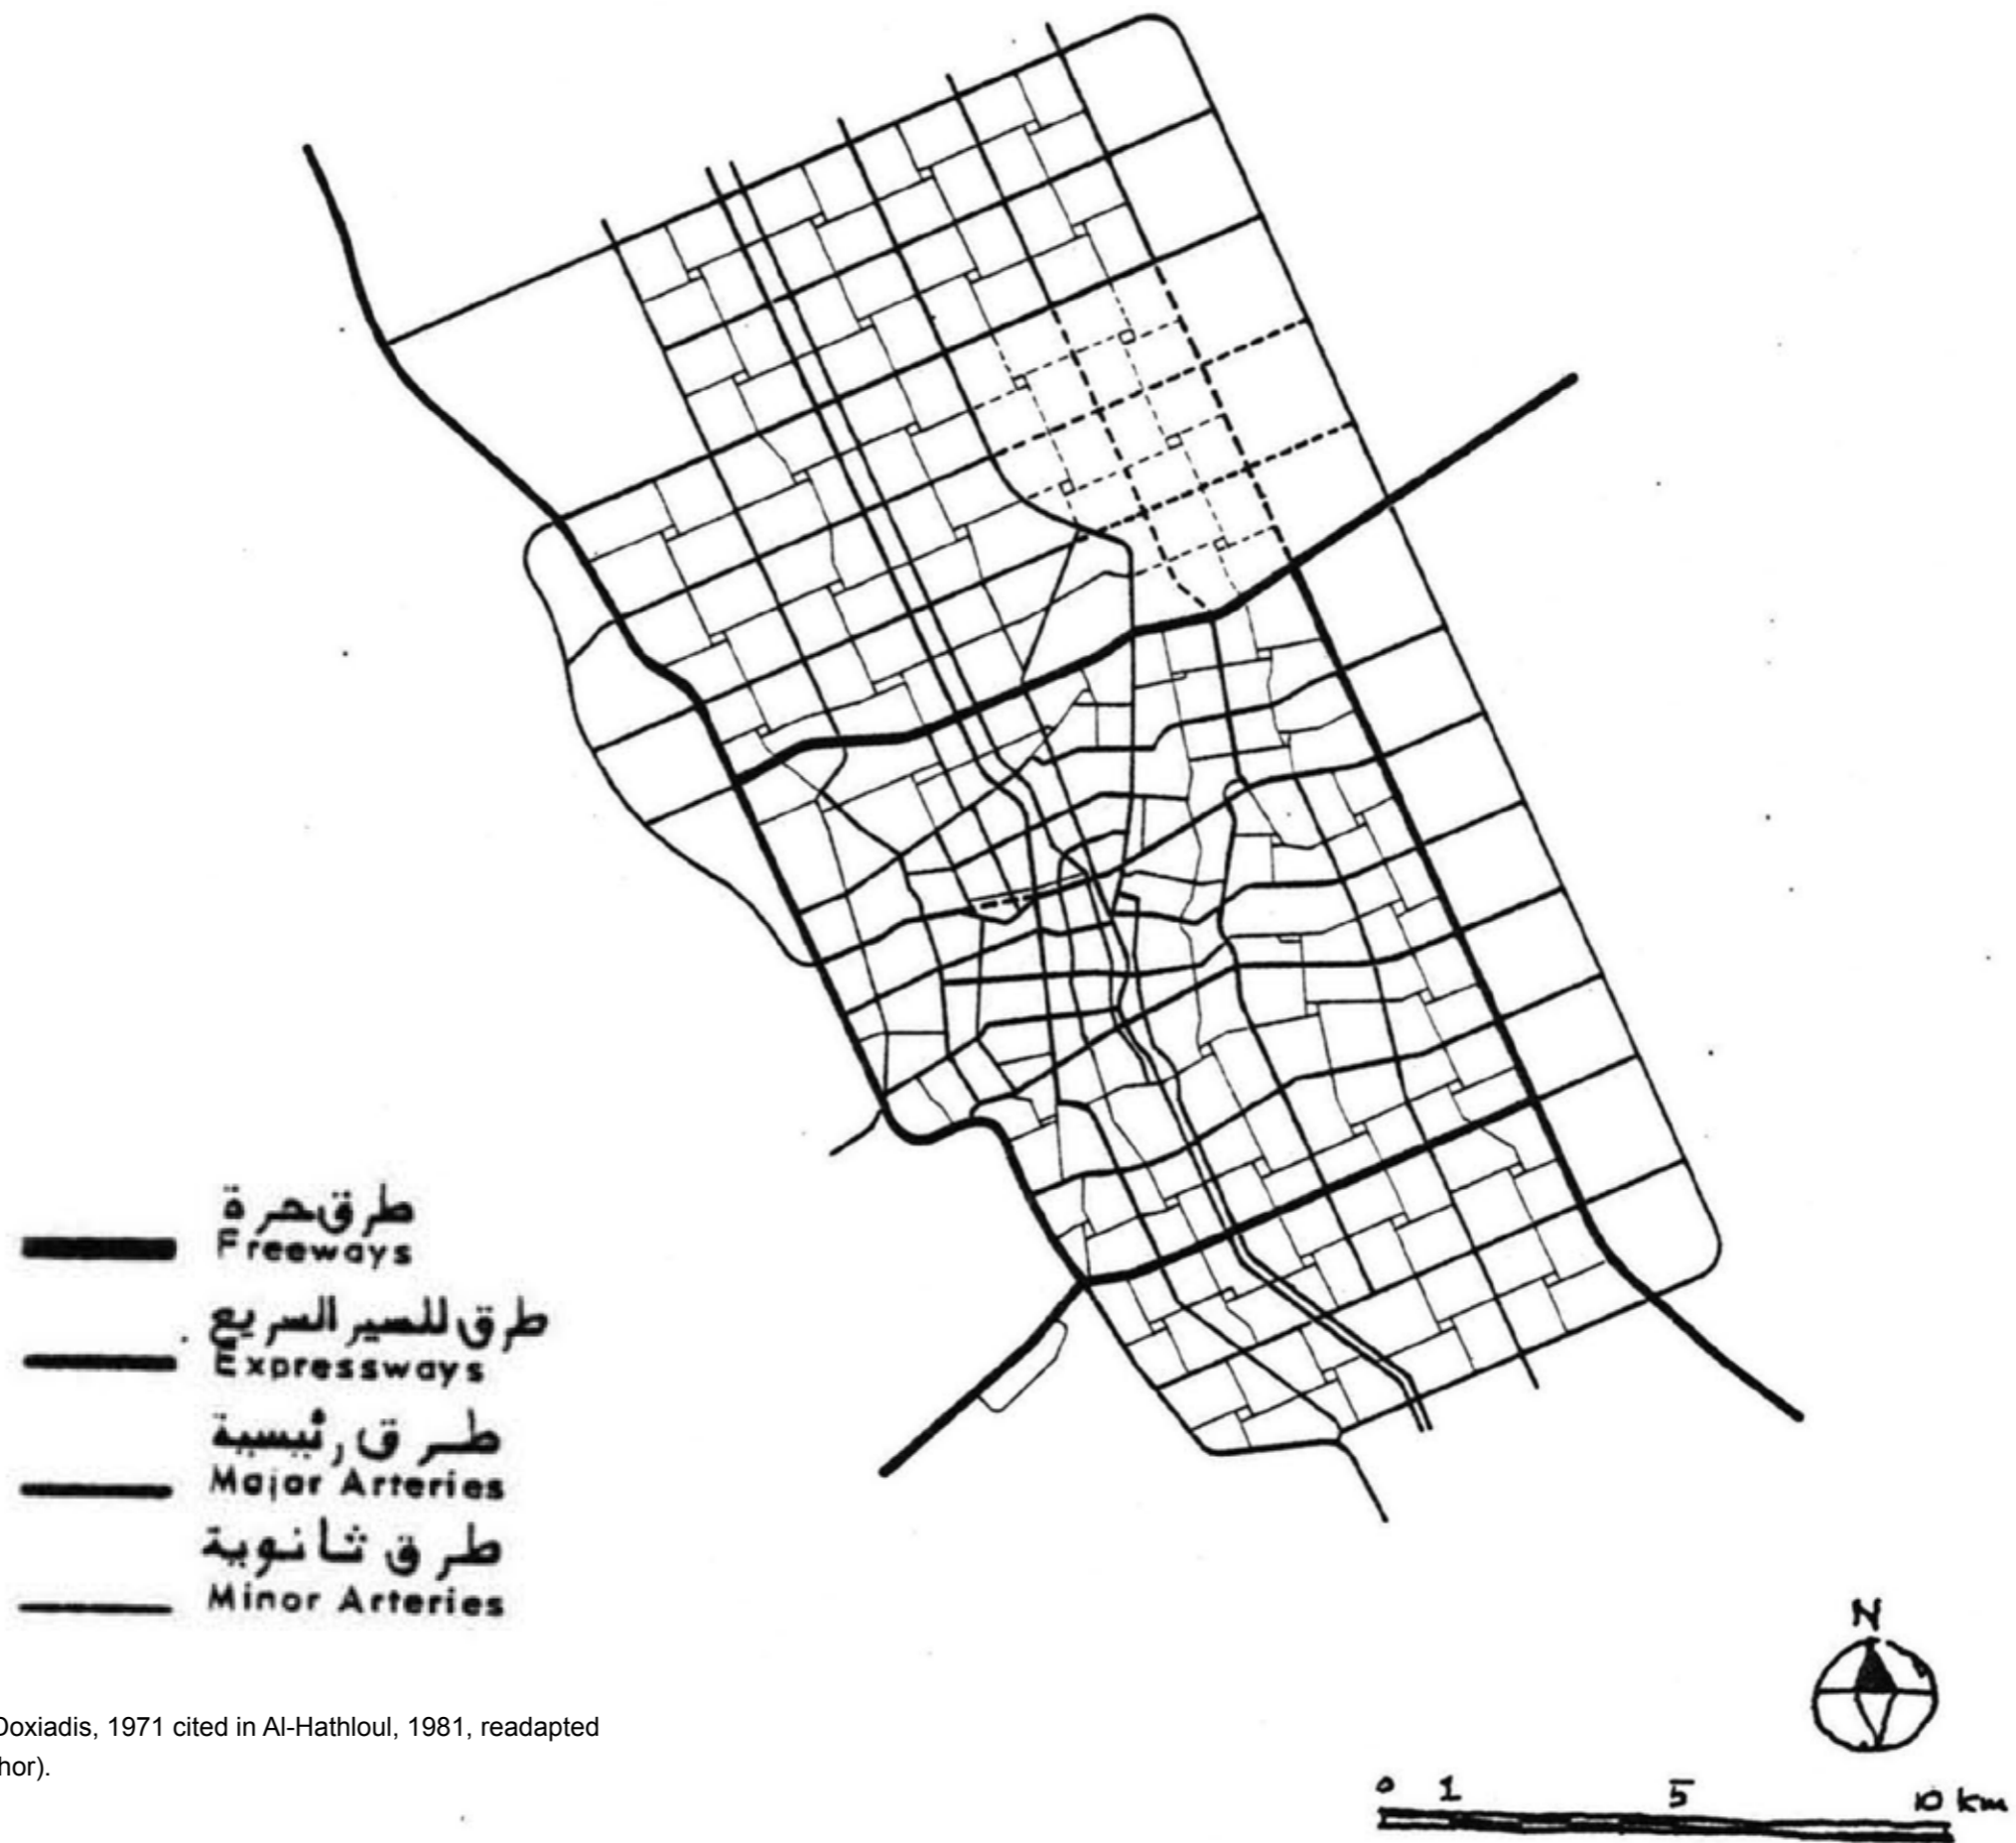 طرق حرة
Freeways
طرق للسير السريع
Expressways
طرق رئيسية
Major Arteries
طرق ثانوية
Minor Arteries
Doxiadis, 1971 cited in Al-Hathloul, 1981, readapted
hor).
N
0 1 5 10 km